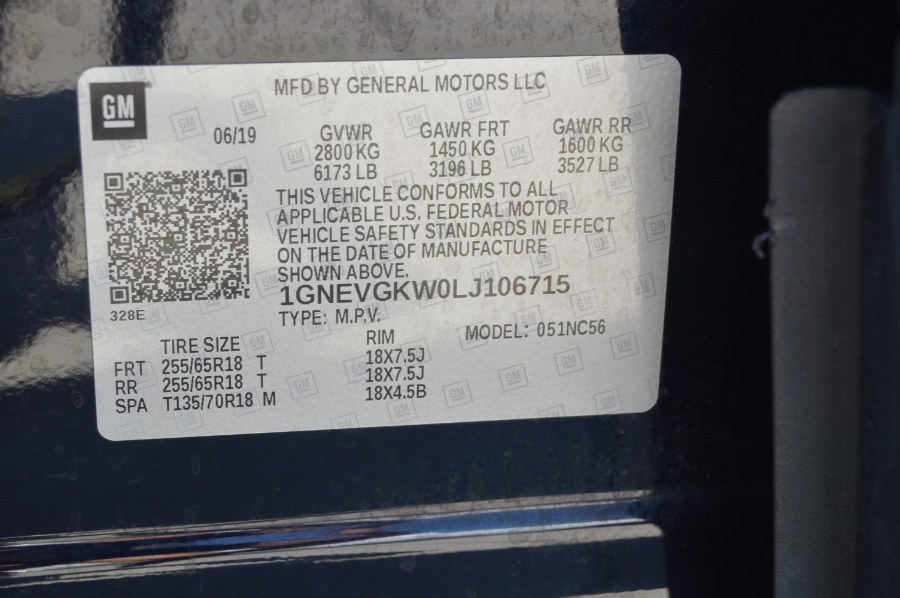 GM
MFD BY GENERAL MOTORS LLC
06/19 GVWR GAWR FRT GAWR RR
2800 KG 1450 KG 1600 KG
6173 LB 3196 LB 3527 LB
THIS VEHICLE CONFORMS TO ALL
APPLICABLE U.S. FEDERAL MOTOR
VEHICLE SAFETY STANDARDS IN EFFECT
ON THE DATE OF MANUFACTURE
SHOWN ABOVE.
1GNEVGKW0LJ106715
328E
TYPE: M.P.V. MODEL: 051NC56
TIRE SIZE RIM
FRT 255/65R18 T 18X7.5J
RR 255/65R18 T 18X7.5J
SPA T135/70R18 M 18X4.5B